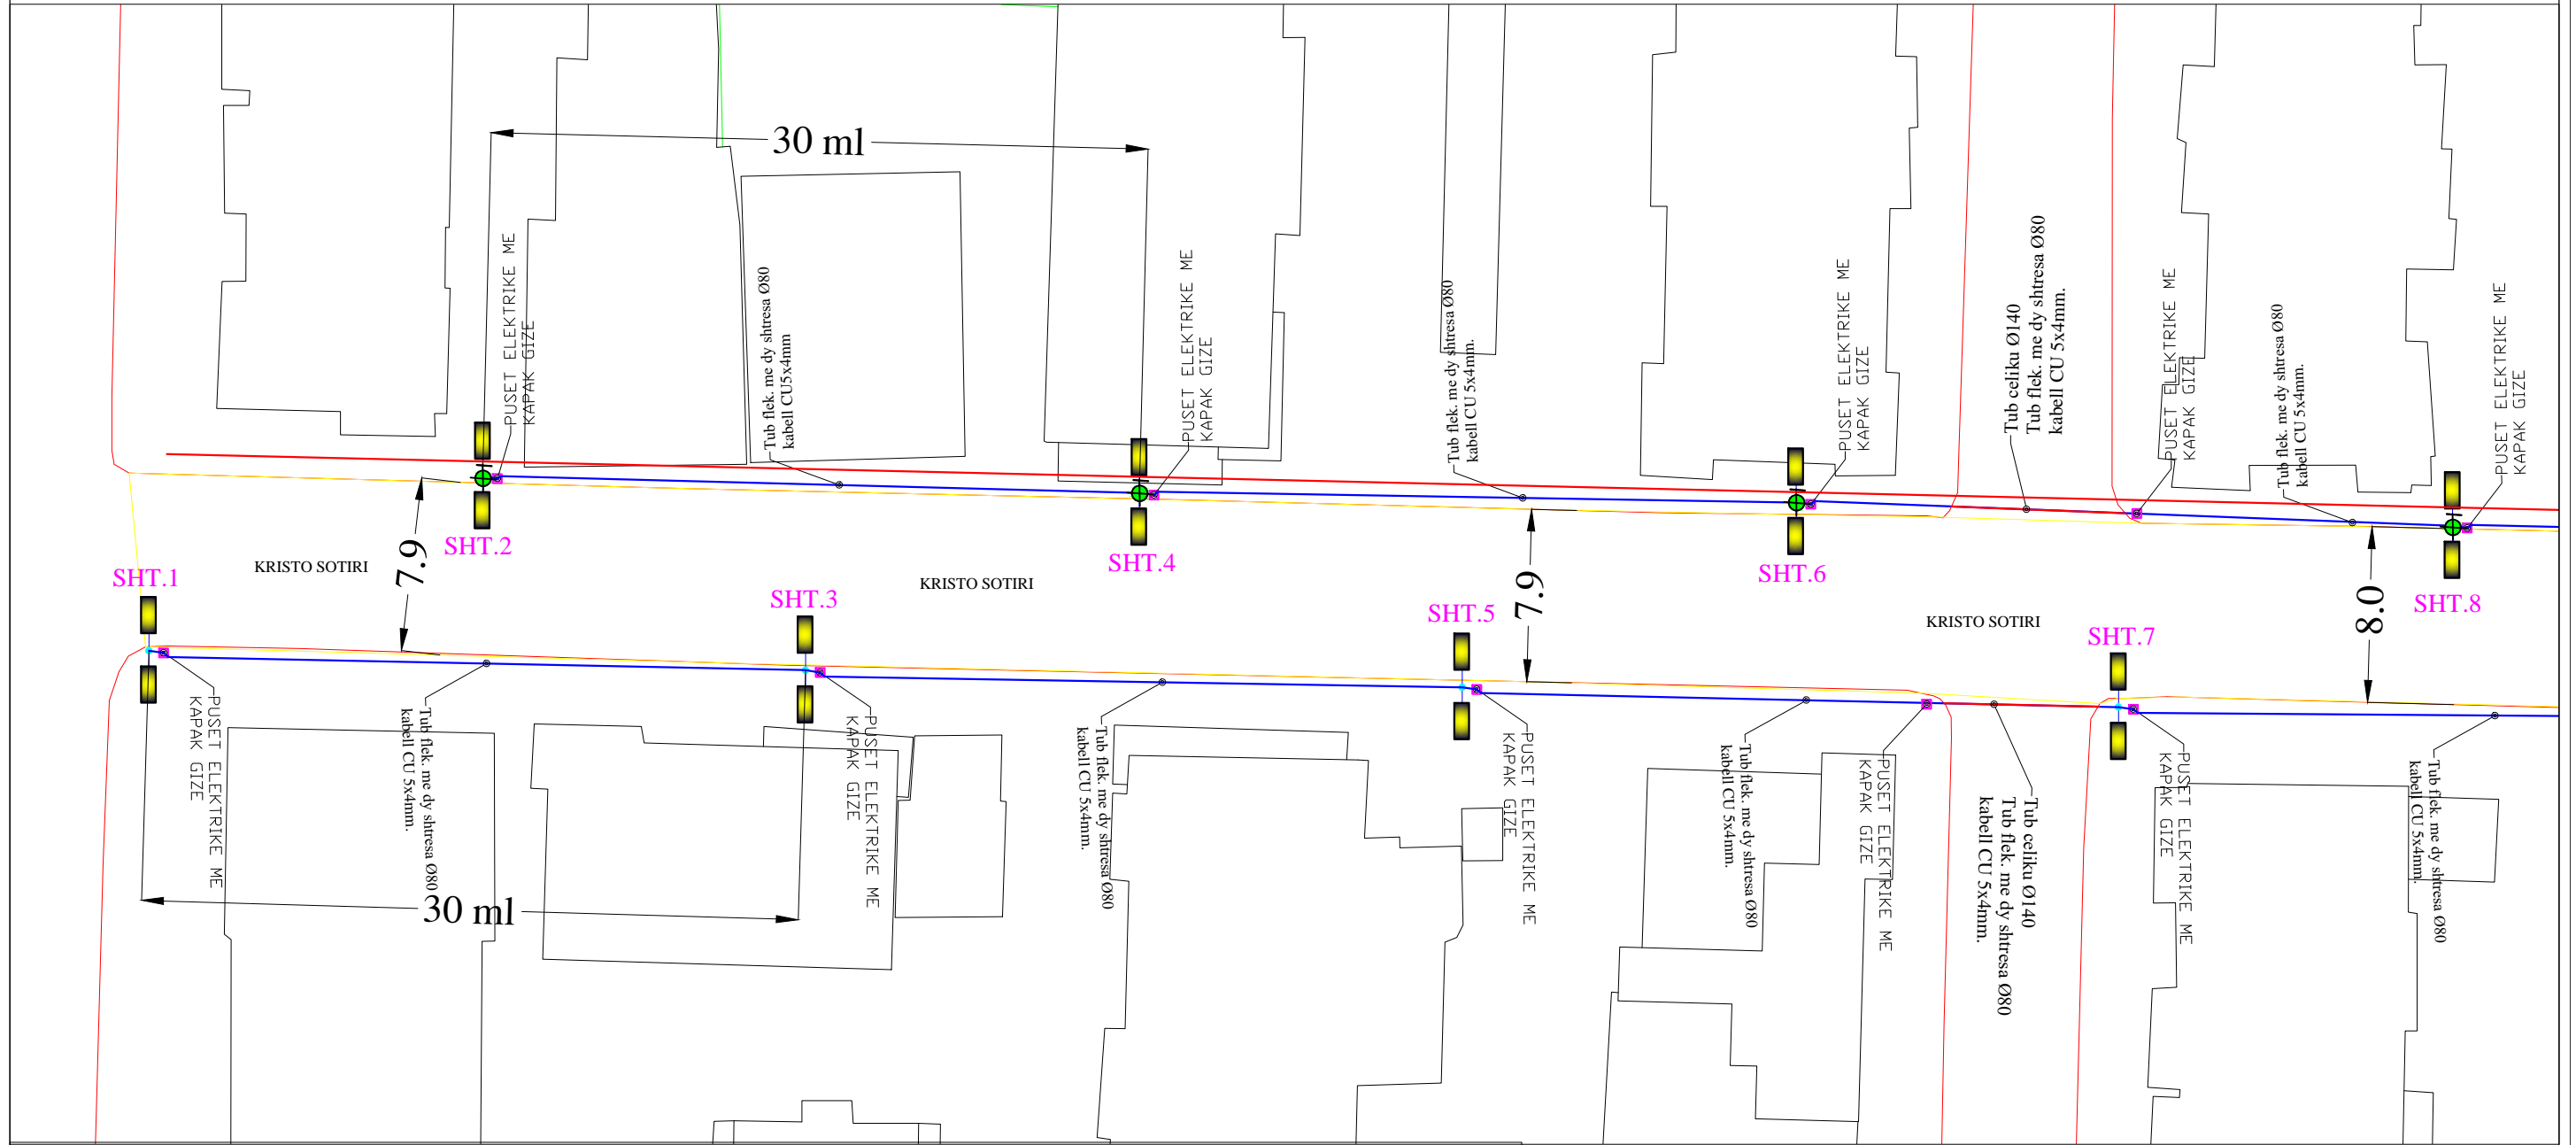 30 ml
PUSET ELEKTRIKE ME
KAPAK GIZE
Tub flek. me dy shtresa Ø80
kabell CU5x4mm
PUSET ELEKTRIKE ME
KAPAK GIZE
Tub flek. me dy shtresa Ø80
kabell CU 5x4mm.
PUSET ELEKTRIKE ME
KAPAK GIZE
Tub celiku Ø140
Tub flek. me dy shtresa Ø80
kabell CU 5x4mm.
PUSET ELEKTRIKE ME
KAPAK GIZE
Tub flek. me dy shtresa Ø80
kabell CU 5x4mm.
PUSET ELEKTRIKE ME
KAPAK GIZE
SHT.2
SHT.4
SHT.6
SHT.8
KRISTO SOTIRI
7.9
KRISTO SOTIRI
7.9
KRISTO SOTIRI
8.0
SHT.1
SHT.3
SHT.5
SHT.7
PUSET ELEKTRIKE ME
KAPAK GIZE
Tub flek. me dy shtresa Ø80
kabell CU 5x4mm.
PUSET ELEKTRIKE ME
KAPAK GIZE
Tub flek. me dy shtresa Ø80
kabell CU 5x4mm.
PUSET ELEKTRIKE ME
KAPAK GIZE
Tub flek. me dy shtresa Ø80
kabell CU 5x4mm.
PUSET ELEKTRIKE ME
KAPAK GIZE
Tub celiku Ø140
Tub flek. me dy shtresa Ø80
kabell CU 5x4mm.
PUSET ELEKTRIKE ME
KAPAK GIZE
Tub flek. me dy shtresa Ø80
kabell CU 5x4mm.
30 ml